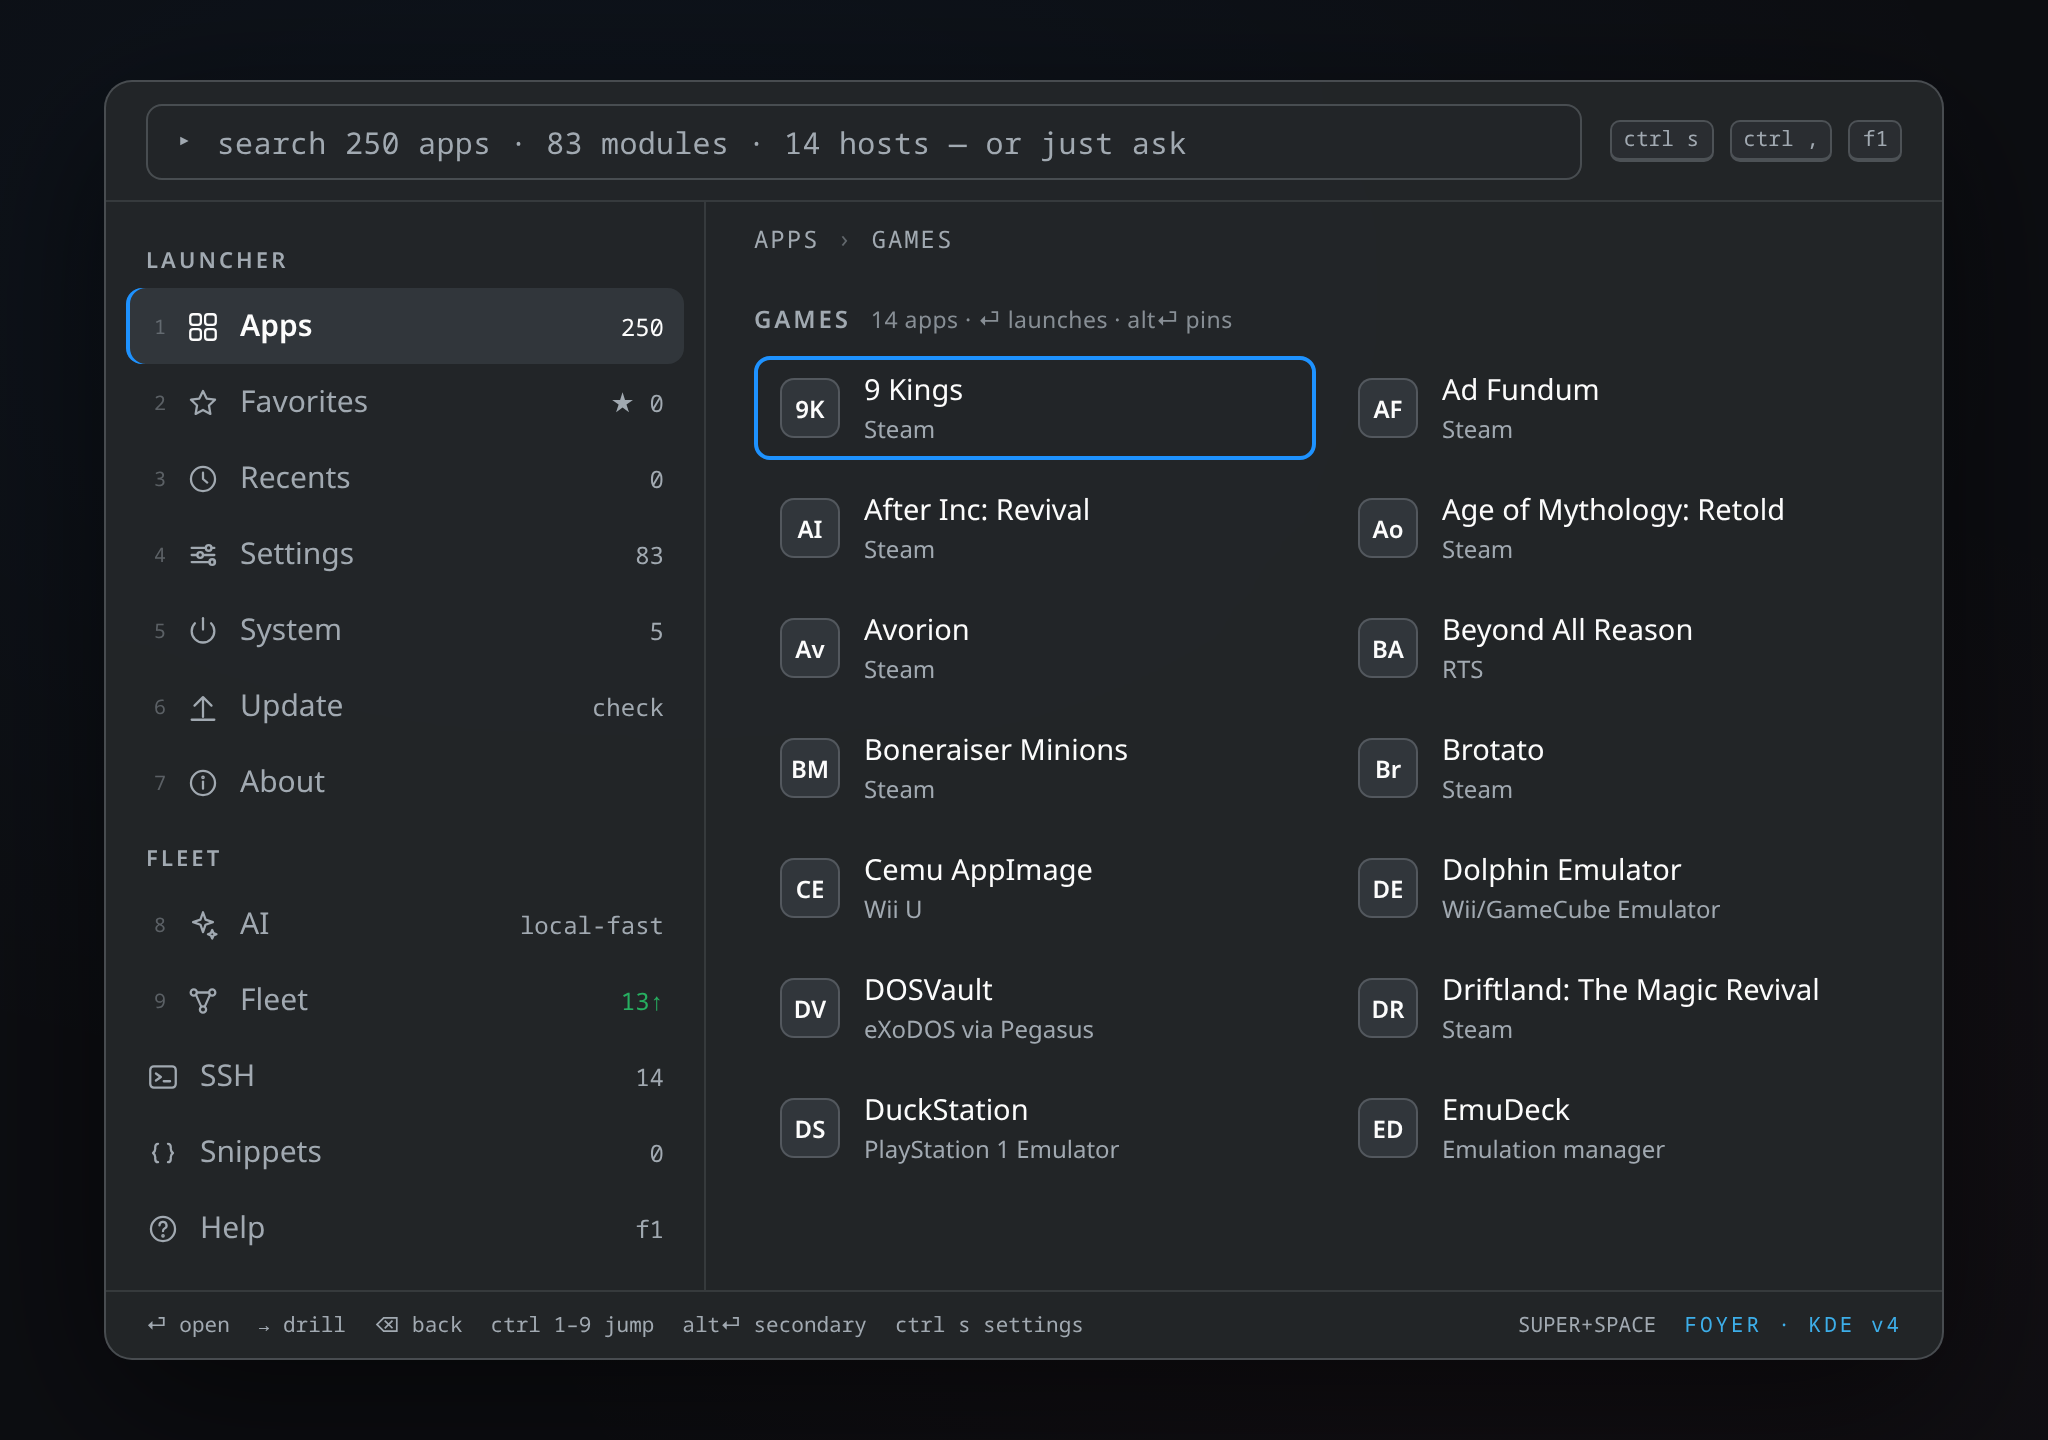 ‣ search 250 apps · 83 modules · 14 hosts — or just ask
ctrl s
ctrl ,
f1
LAUNCHER
1 Apps 250
2 Favorites ★ 0
3 Recents 0
4 Settings 83
5 System 5
6 Update check
7 About
FLEET
8 AI local-fast
9 Fleet 13↑
SSH 14
Snippets 0
Help f1
APPS › GAMES
GAMES 14 apps · ⏎ launches · alt⏎ pins
9K 9 Kings
Steam
AF Ad Fundum
Steam
AI After Inc: Revival
Steam
Ao Age of Mythology: Retold
Steam
Av Avorion
Steam
BA Beyond All Reason
RTS
BM Boneraiser Minions
Steam
Br Brotato
Steam
CE Cemu AppImage
Wii U
DE Dolphin Emulator
Wii/GameCube Emulator
DV DOSVault
eXoDOS via Pegasus
DR Driftland: The Magic Revival
Steam
DS DuckStation
PlayStation 1 Emulator
ED EmuDeck
Emulation manager
⏎ open → drill ⌫ back ctrl 1–9 jump alt⏎ secondary ctrl s settings
SUPER+SPACE FOYER · KDE v4